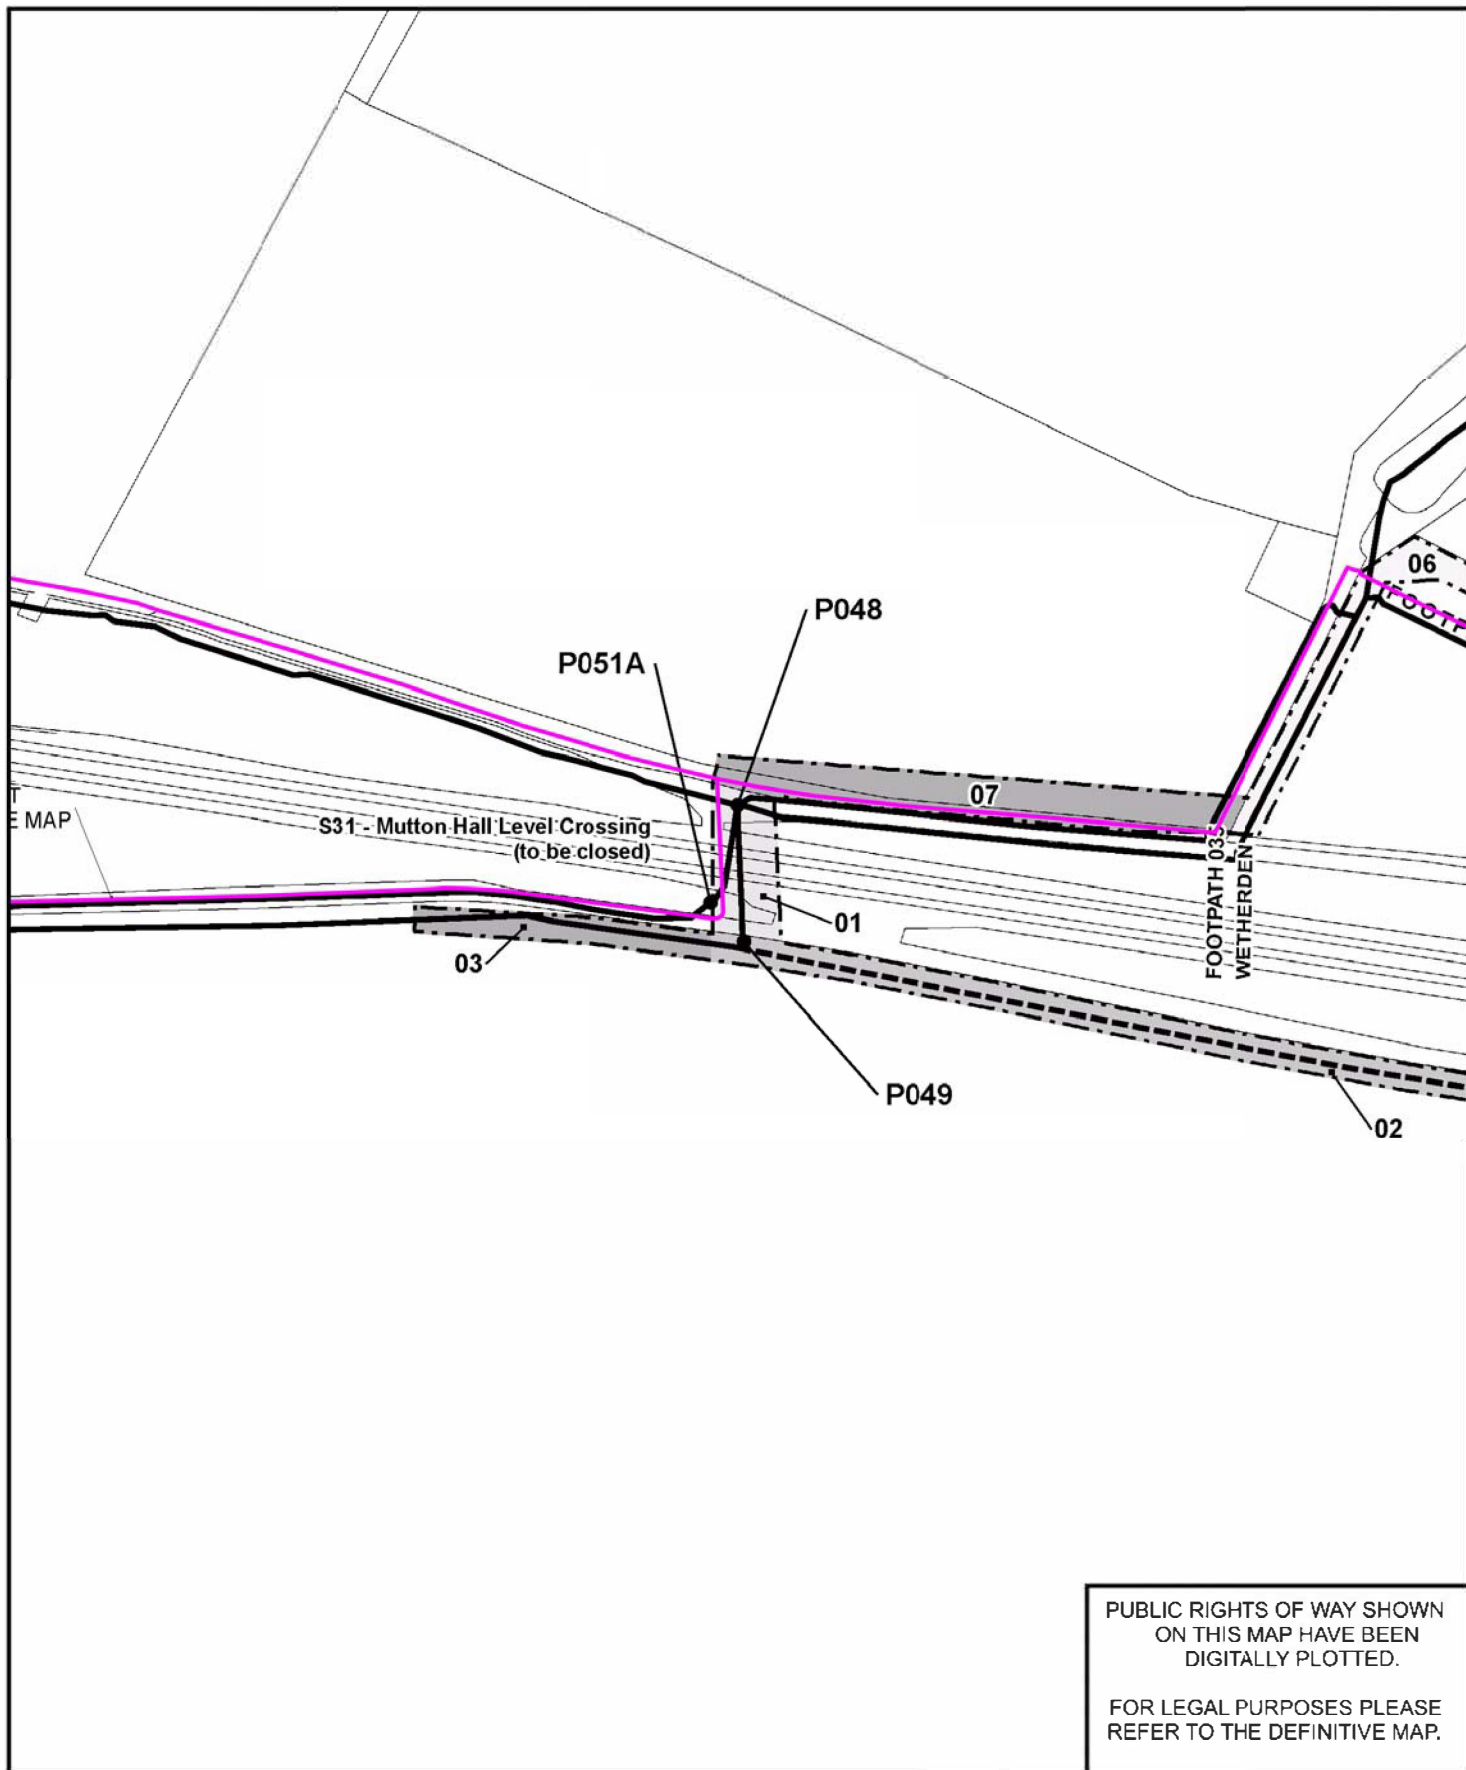 06
FOOTP
P048
P051A
07
T
E MAP
S31 - Mutton Hall Level Crossing
(to be closed)
01
03
FOOTPATH 035
WETHERDEN
P049
02
PUBLIC RIGHTS OF WAY SHOWN
ON THIS MAP HAVE BEEN
DIGITALLY PLOTTED.
FOR LEGAL PURPOSES PLEASE
REFER TO THE DEFINITIVE MAP.